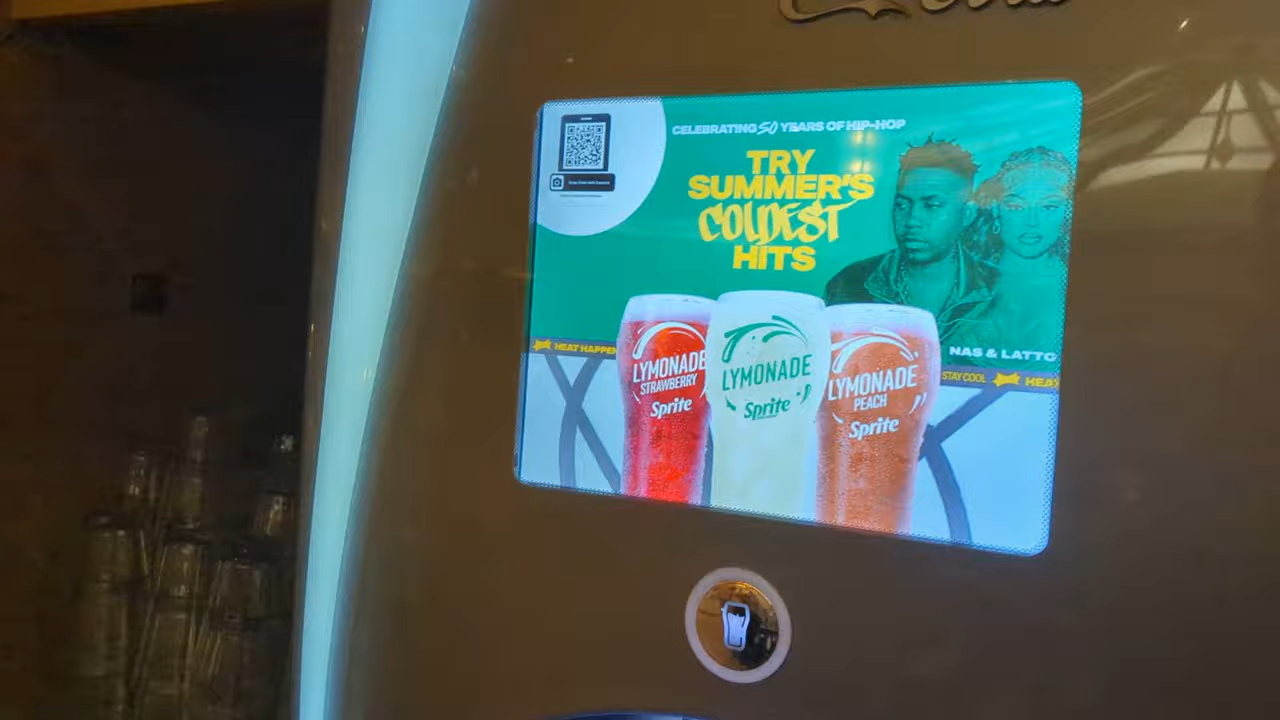 CELEBRATING 50 YEARS OF HIP-HOP
TRY
SUMMER'S
COLDEST
HITS
NAS & LATTO
HEAT HAPPEN
STAY COOL
HEA
LYMONADE
STRAWBERRY
Sprite
LYMONADE
Sprite
LYMONADE
PEACH
Sprite